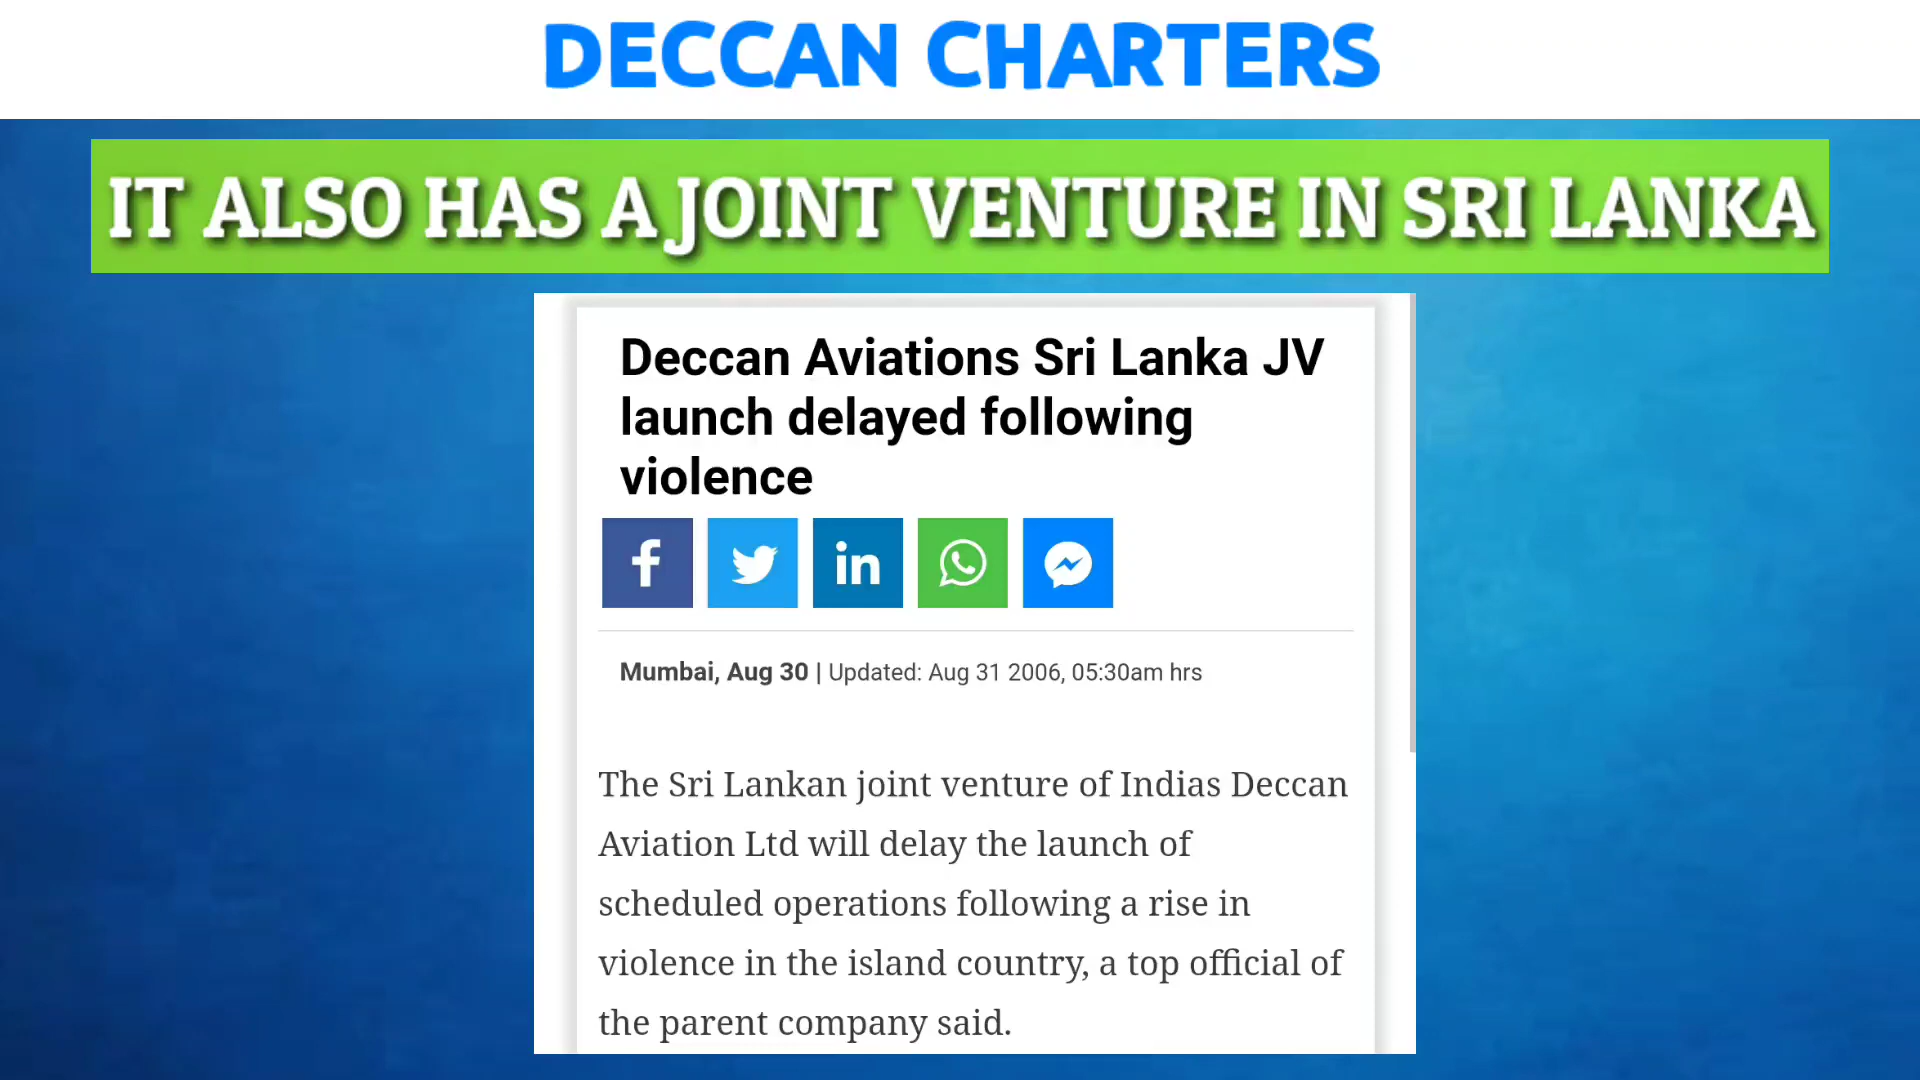 DECCAN CHARTERS
IT ALSO HAS A JOINT VENTURE IN SRI LANKA
Deccan Aviations Sri Lanka JV
launch delayed following
violence
Mumbai, Aug 30 | Updated: Aug 31 2006, 05:30am hrs
The Sri Lankan joint venture of Indias Deccan
Aviation Ltd will delay the launch of
scheduled operations following a rise in
violence in the island country, a top official of
the parent company said.